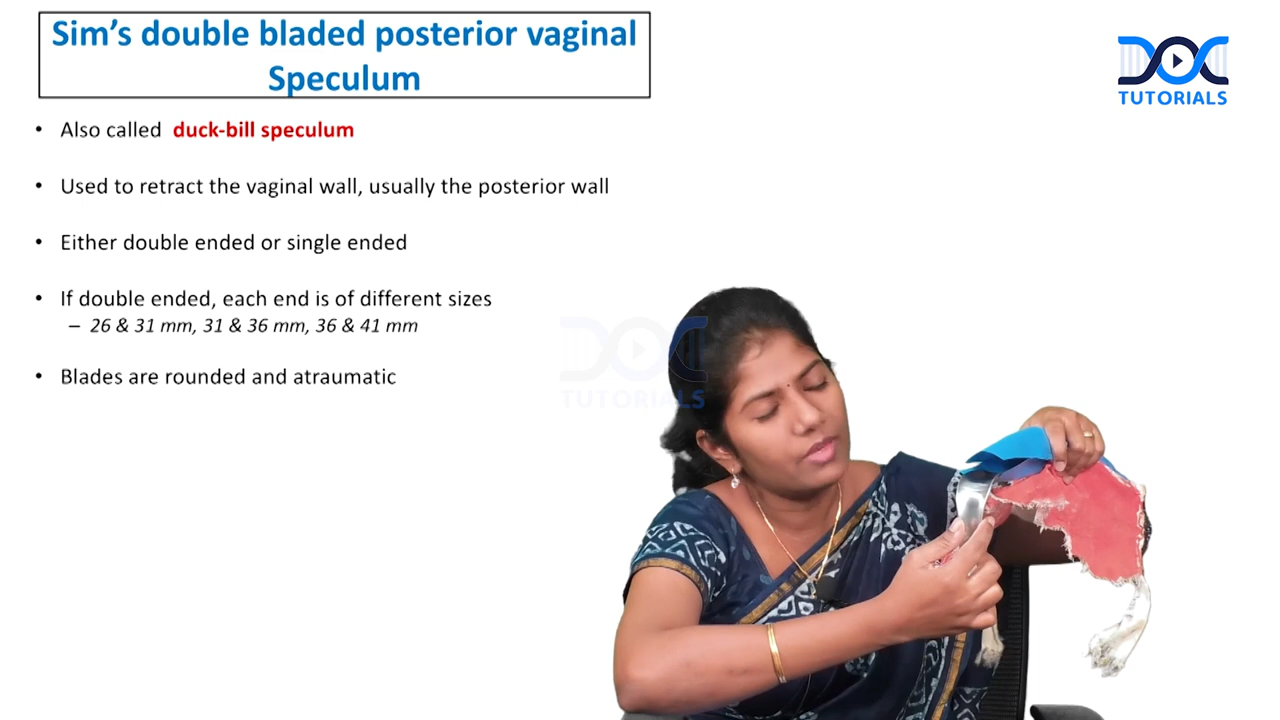 Sim's double bladed posterior vaginal
Speculum
TUTORIALS
• Also called duck-bill speculum
• Used to retract the vaginal wall, usually the posterior wall
• Either double ended or single ended
• If double ended, each end is of different sizes
– 26 & 31 mm, 31 & 36 mm, 36 & 41 mm
• Blades are rounded and atraumatic
TUTORIALS